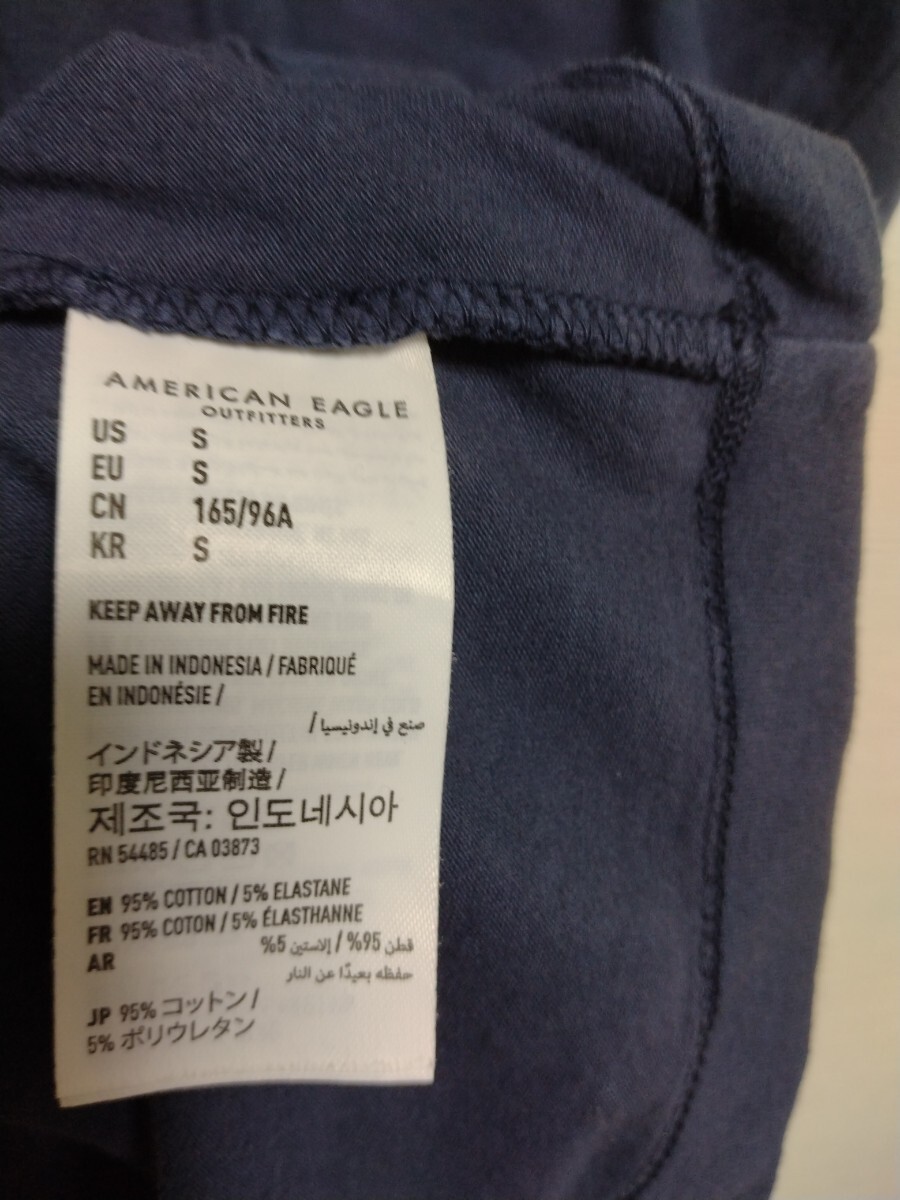 AMERICAN EAGLE
OUTFITTERS
US S
EU S
CN 165/96A
KR S
KEEP AWAY FROM FIRE
MADE IN INDONESIA / FABRIQUÉ
EN INDONÉSIE /
صنع في إندونيسيا /
インドネシア製 /
印度尼西亚制造 /
제조국: 인도네시아
RN 54485 / CA 03873
EN 95% COTTON / 5% ELASTANE
FR 95% COTON / 5% ÉLASTHANNE
AR قطن 95% / إلاستين 5%
حفظه بعيدًا عن النار
JP 95% コットン /
5% ポリウレタン